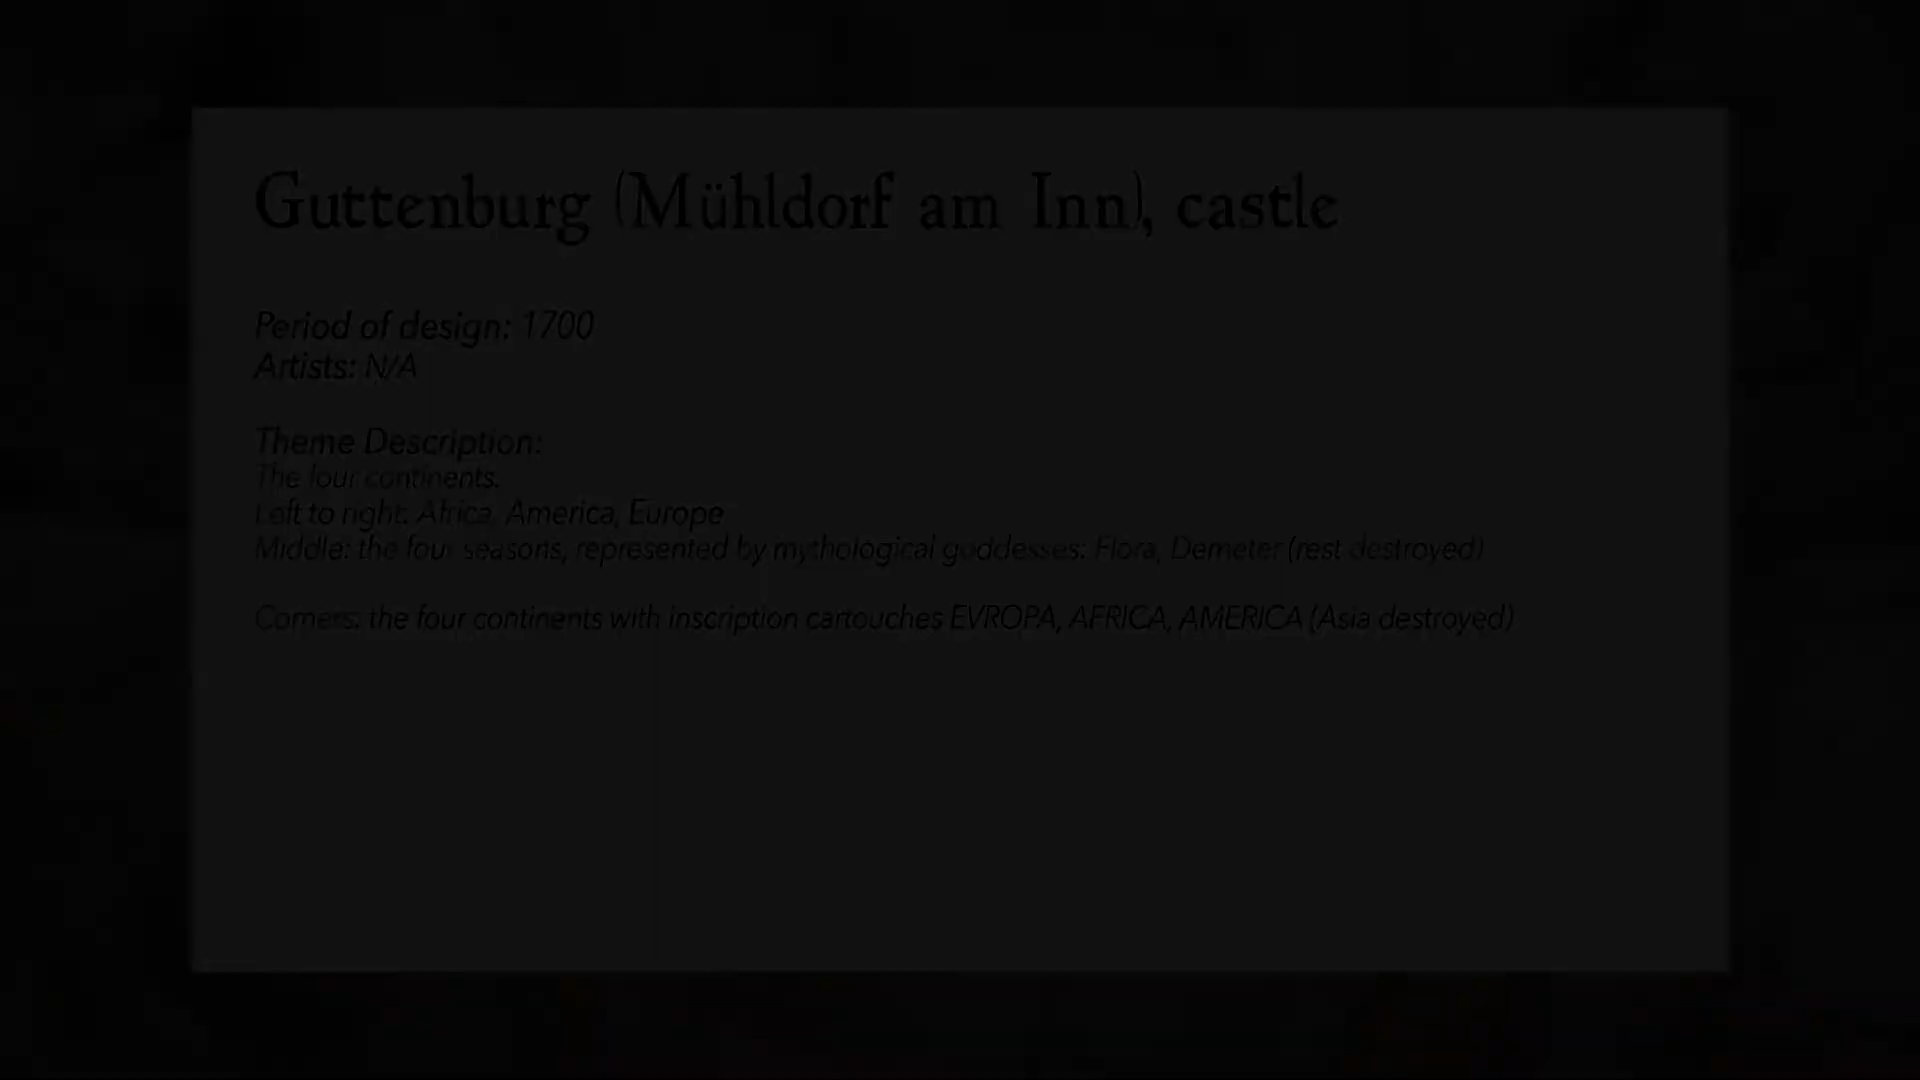 Guttenburg (Mühldorf am Inn), castle
Period of design: 1700
Artists: N/A
Theme Description:
The four continents.
Left to right: Africa, America, Europe
Middle: the four seasons, represented by mythological goddesses: Flora, Demeter (rest destroyed)
Corners: the four continents with inscription cartouches EVROPA, AFRICA, AMERICA (Asia destroyed)